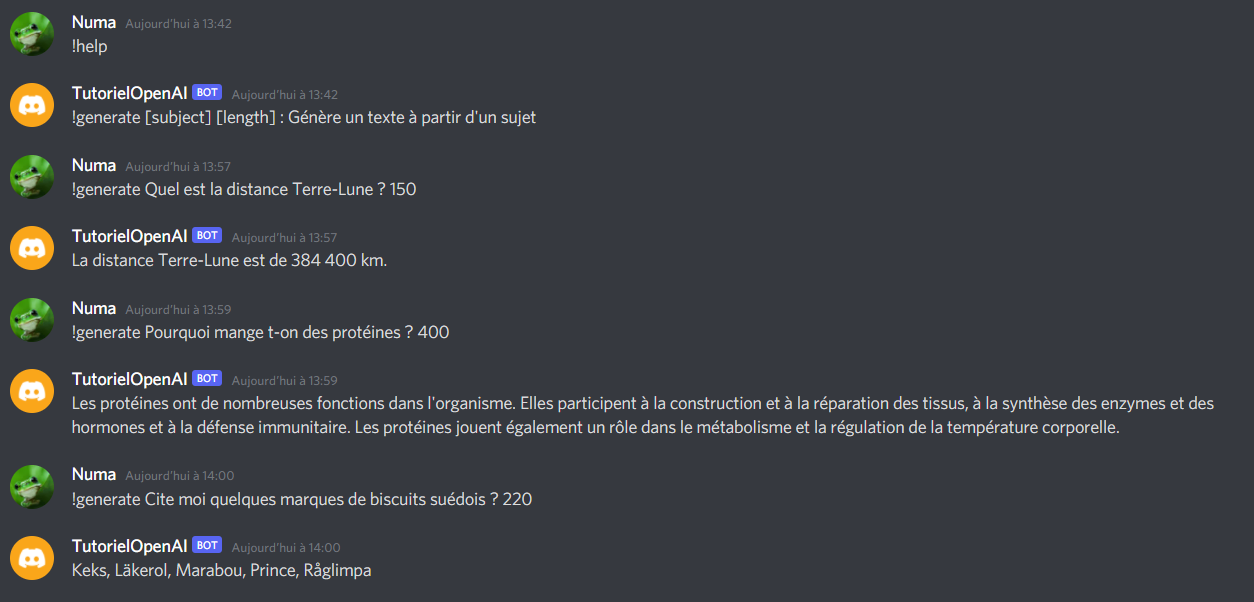 Numa Aujourd'hui à 13:42
!help
TutorielOpenAI BOT Aujourd'hui à 13:42
!generate [subject] [length] : Génère un texte à partir d'un sujet
Numa Aujourd'hui à 13:57
!generate Quel est la distance Terre-Lune ? 150
TutorielOpenAI BOT Aujourd'hui à 13:57
La distance Terre-Lune est de 384 400 km.
Numa Aujourd'hui à 13:59
!generate Pourquoi mange t-on des protéines ? 400
TutorielOpenAI BOT Aujourd'hui à 13:59
Les protéines ont de nombreuses fonctions dans l'organisme. Elles participent à la construction et à la réparation des tissus, à la synthèse des enzymes et des
hormones et à la défense immunitaire. Les protéines jouent également un rôle dans le métabolisme et la régulation de la température corporelle.
Numa Aujourd'hui à 14:00
!generate Cite moi quelques marques de biscuits suédois ? 220
TutorielOpenAI BOT Aujourd'hui à 14:00
Keks, Läkerol, Marabou, Prince, Råglimpa